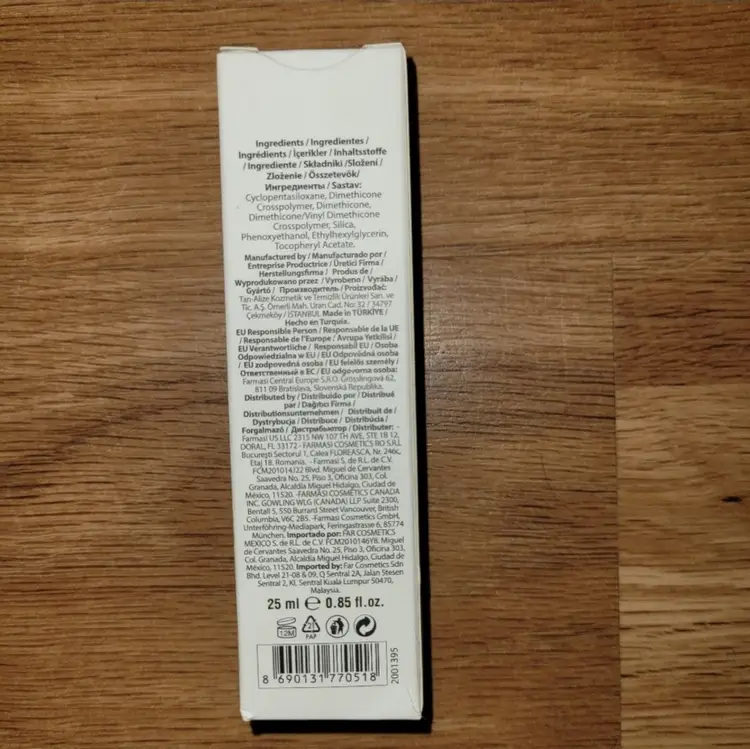 Ingredients / Ingredientes /
Ingrédients / İçerikler / Inhaltsstoffe
/ Ingrediente / Składniki /Složení /
Zloženie / Összetevők/
Ингредиенты / Sastav:
Cyclopentasiloxane, Dimethicone
Crosspolymer, Dimethicone,
Dimethicone/Vinyl Dimethicone
Crosspolymer, Silica,
Phenoxyethanol, Ethylhexylglycerin,
Tocopheryl Acetate.
Manufactured by / Manufacturado por /
Entreprise Productrice / Üretici Firma /
Herstellungsfirma / Produs de /
Wyprodukowano przez / Vyrobeno / Vyrába /
Gyártó / Производитель / Proizvođač:
Tan-Alize Kozmetik ve Temizlik Ürünleri San. ve
Tic. A.Ş. Ömerli Mah. Uran Cad. No: 32 / 34797
Çekmeköy / İSTANBUL Made in TÜRKİYE /
Hecho en Turquia.
EU Responsible Person / Responsable de la UE
/ Responsable de l'Europe / Avrupa Yetkilisi /
EU Verantwortliche / Responsabil EU / Osoba
Odpowiedzialna w EU / EU Odpovědná osoba
/ EU zodpovedná osoba / EU felelős személy /
Ответственный в ЕС / EU odgovorna osoba:
Farmasi Central Europe S.R.O. Grösslingova 62,
811 09 Bratislava, Slovenská Republika.
Distributed by / Distribuido por / Distribué
par / Dağıtıcı Firma /
Distributionsunternehmen / Distribuit de /
Dystrybucja / Distribuce / Distribúcia /
Forgalmazó / Дистрибьютор / Distributer: -
Farmasi US LLC 2315 NW 107 TH AVE, STE 1B 12,
DORAL, FL 33172 - FARMASI COSMETICS RO S.R.L
București Sectorul 1, Calea FLOREASCA, Nr. 246c,
Etaj 18. Romania. - Farmasi S. de R.L. de C.V.
FCM201014J22 Blvd. Miguel de Cervantes
Saavedra No. 25, Piso 3, Oficina 303, Col.
Granada, Alcaldía Miguel Hidalgo, Ciudad de
México, 11520. -FARMASİ COSMETICS CANADA
INC. GOWLING WLG (CANADA) LLP Suite 2300,
Bentall 5, 550 Burrard Street Vancouver, British
Columbia, V6C 2B5. -Farmasi Cosmetics GmbH,
Unterföhring-Mediapark, Feringastrasse 6, 85774
München. Importado por: FAR COSMETICS
MEXICO S. de R.L. de C.V. FCM2010146Y8, Miguel
de Cervantes Saavedra No. 25, Piso 3, Oficina 303,
Col. Granada, Alcaldía Miguel Hidalgo, Ciudad de
México, 11520. Imported by: Far Cosmetics Sdn
Bhd. Level 21-08 & 09, Q Sentral 2A, Jalan Stesen
Sentral 2, Kl, Sentral Kuala Lumpur 50470,
Malaysia.
25 ml e 0.85 fl.oz.
12M
21
PAP
8 690131 770518
2001395